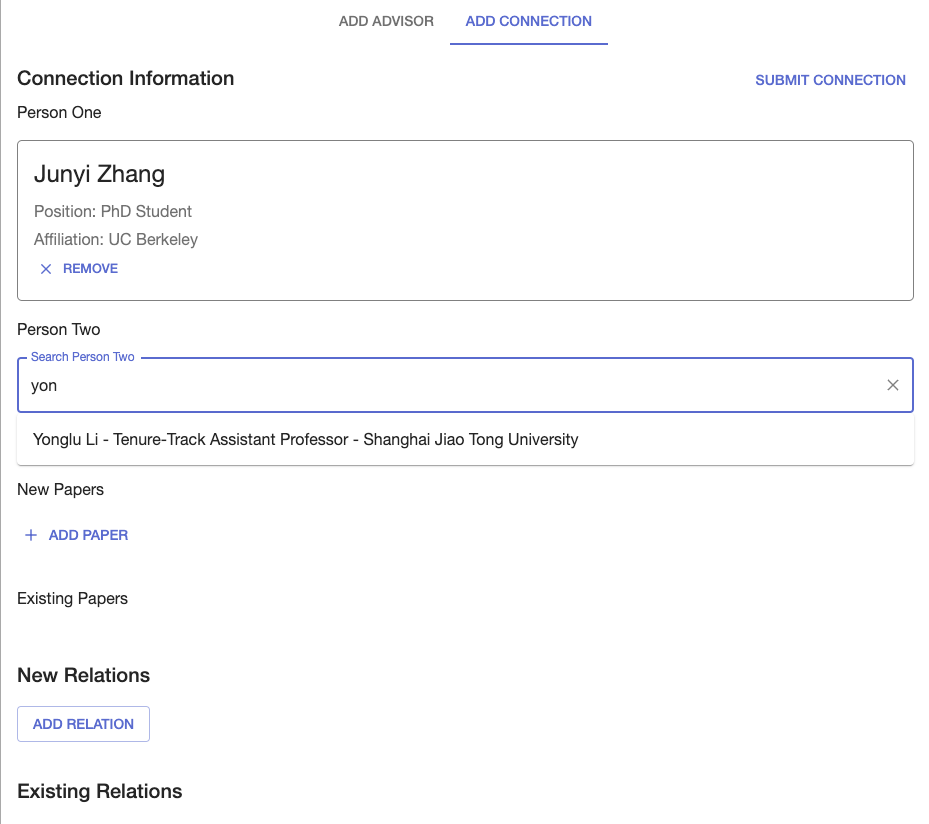 ADD ADVISOR ADD CONNECTION
Connection Information
SUBMIT CONNECTION
Person One
Junyi Zhang
Position: PhD Student
Affiliation: UC Berkeley
REMOVE
Person Two
Search Person Two
yon
Yonglu Li - Tenure-Track Assistant Professor - Shanghai Jiao Tong University
New Papers
ADD PAPER
Existing Papers
New Relations
ADD RELATION
Existing Relations